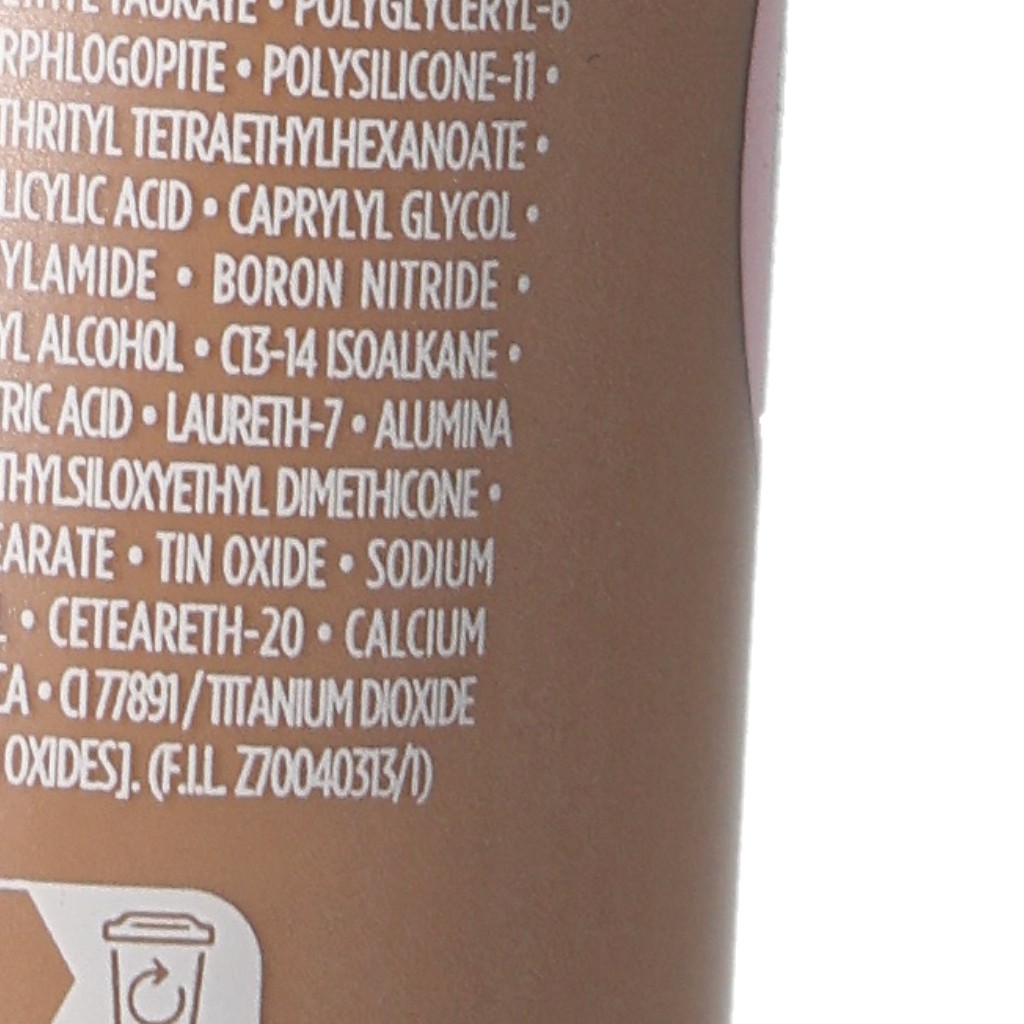 TAURATE • POLYGLYCERYL-6
RPHLOGOPITE • POLYSILICONE-11 •
THRITYL TETRAETHYLHEXANOATE •
LICYLIC ACID • CAPRYLYL GLYCOL •
YLAMIDE • BORON NITRIDE •
YL ALCOHOL • C13-14 ISOALKANE •
TRIC ACID • LAURETH-7 • ALUMINA
THYLSILOXYETHYL DIMETHICONE •
EARATE • TIN OXIDE • SODIUM
L • CETEARETH-20 • CALCIUM
CA • CI 77891 / TITANIUM DIOXIDE
OXIDES]. (F.I.L. Z70040313/1)